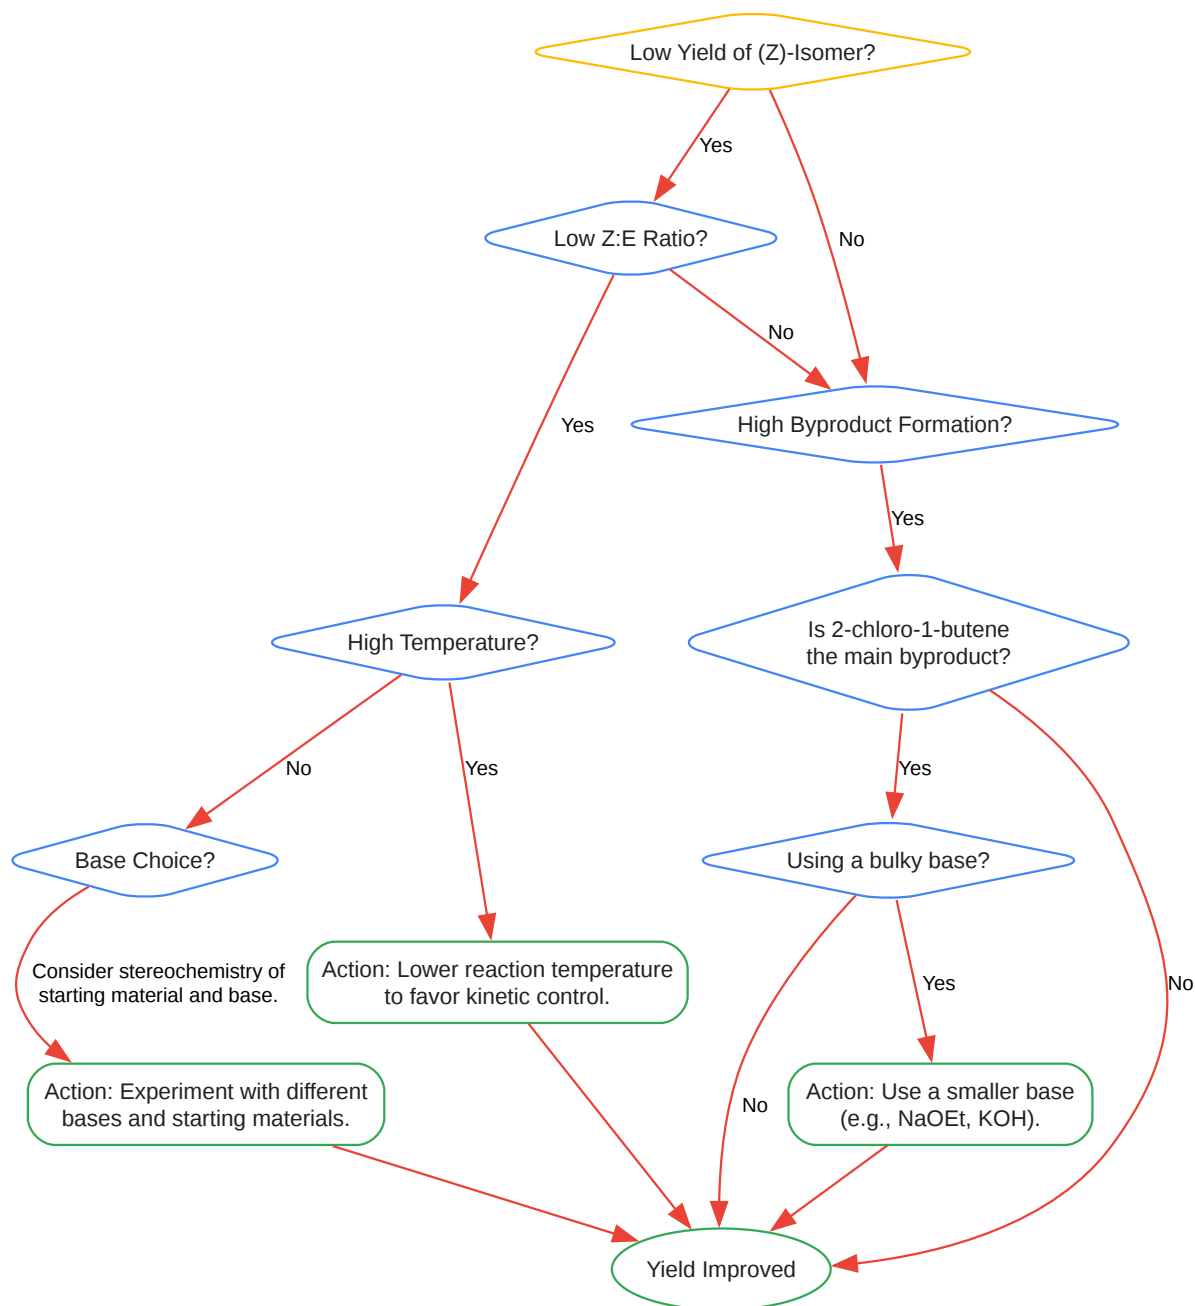 Low Yield of (Z)-Isomer?
Yes
Low Z:E Ratio?
No
No
Yes
High Byproduct Formation?
Yes
Is 2-chloro-1-butene
the main byproduct?
High Temperature?
No
Yes
Yes
Base Choice?
Using a bulky base?
Consider stereochemistry of
starting material and base.
Action: Lower reaction temperature
to favor kinetic control.
Yes
No
Action: Experiment with different
bases and starting materials.
No
Action: Use a smaller base
(e.g., NaOEt, KOH).
Yield Improved